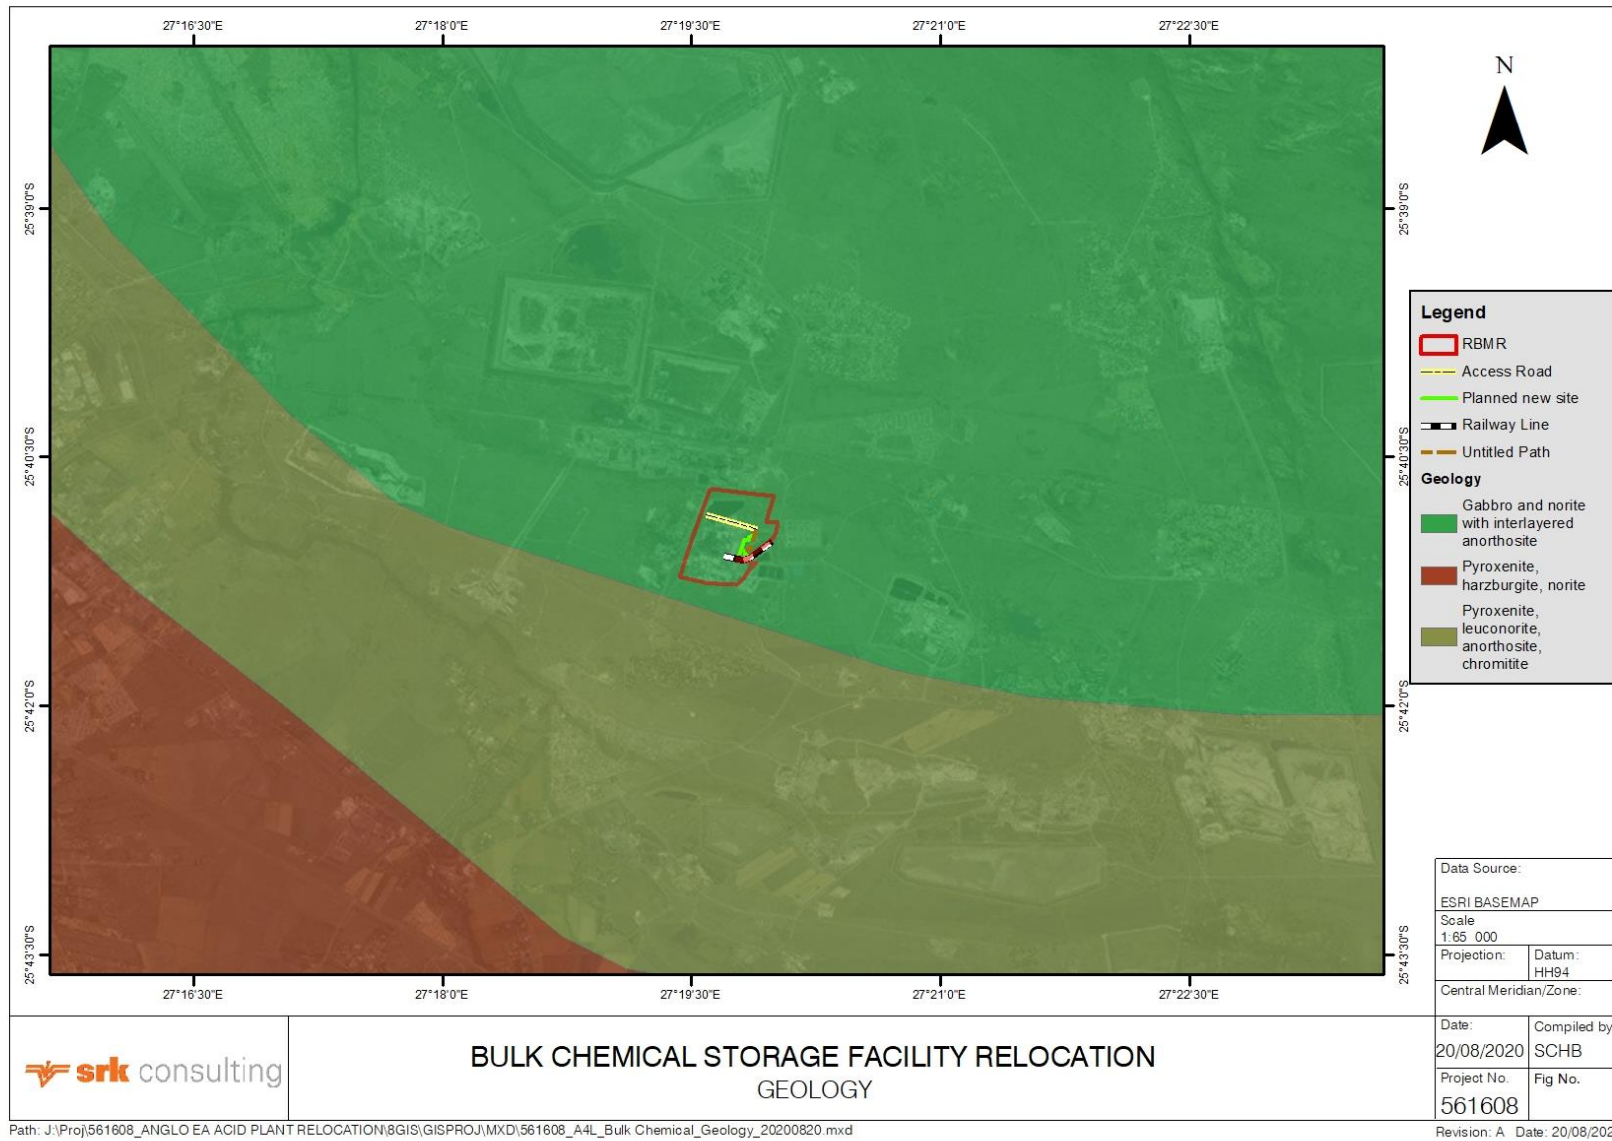 27°16'30"E 27°18'0"E 27°19'30"E 27°21'0"E 27°22'30"E
N
25°39'0"S 25°39'0"S
25°40'30"S 25°40'30"S
25°42'0"S 25°42'0"S
25°43'30"S 25°43'30"S
27°16'30"E 27°18'0"E 27°19'30"E 27°21'0"E 27°22'30"E
Legend
RBMR
Access Road
Planned new site
Railway Line
Untitled Path
Geology
Gabbro and norite
with interlayered
anorthosite
Pyroxenite,
harzburgite, norite
Pyroxenite,
leuconorite,
anorthosite,
chromitite
Data Source:
ESRI BASEMAP
Scale
1:65 000
Projection: Datum:
HH94
Central Meridian/Zone:
Date: Compiled by
20/08/2020 SCHB
Project No. Fig No.
561608
srk consulting
BULK CHEMICAL STORAGE FACILITY RELOCATION
GEOLOGY
Path: J:\Proj\561608_ANGLO EA ACID PLANT RELOCATION\8GIS\GISPROJ\MXD\561608_A4L_Bulk Chemical_Geology_20200820.mxd
Revision: A Date: 20/08/202